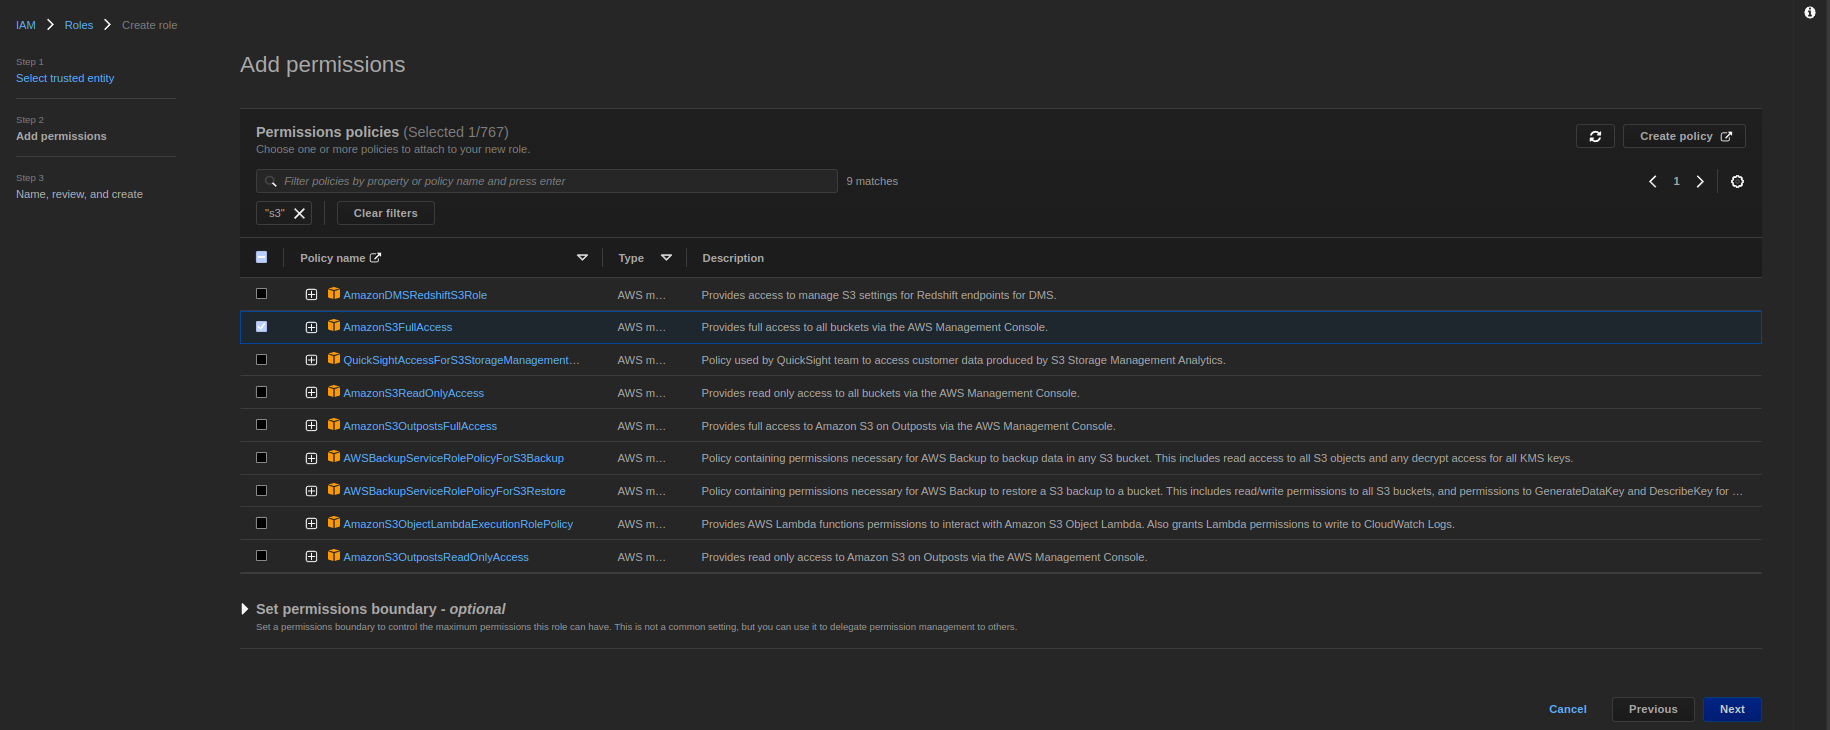 IAM > Roles > Create role
Step 1
Select trusted entity
Step 2
Add permissions
Step 3
Name, review, and create
Add permissions
Permissions policies (Selected 1/767)
Choose one or more policies to attach to your new role.
Create policy
Filter policies by property or policy name and press enter
9 matches
1
"s3"
Clear filters
Policy name Type Description
AmazonDMSRedshiftS3Role AWS m… Provides access to manage S3 settings for Redshift endpoints for DMS.
AmazonS3FullAccess AWS m… Provides full access to all buckets via the AWS Management Console.
QuickSightAccessForS3StorageManagement… AWS m… Policy used by QuickSight team to access customer data produced by S3 Storage Management Analytics.
AmazonS3ReadOnlyAccess AWS m… Provides read only access to all buckets via the AWS Management Console.
AmazonS3OutpostsFullAccess AWS m… Provides full access to Amazon S3 on Outposts via the AWS Management Console.
AWSBackupServiceRolePolicyForS3Backup AWS m… Policy containing permissions necessary for AWS Backup to backup data in any S3 bucket. This includes read access to all S3 objects and any decrypt access for all KMS keys.
AWSBackupServiceRolePolicyForS3Restore AWS m… Policy containing permissions necessary for AWS Backup to restore a S3 backup to a bucket. This includes read/write permissions to all S3 buckets, and permissions to GenerateDataKey and DescribeKey for …
AmazonS3ObjectLambdaExecutionRolePolicy AWS m… Provides AWS Lambda functions permissions to interact with Amazon S3 Object Lambda. Also grants Lambda permissions to write to CloudWatch Logs.
AmazonS3OutpostsReadOnlyAccess AWS m… Provides read only access to Amazon S3 on Outposts via the AWS Management Console.
Set permissions boundary - optional
Set a permissions boundary to control the maximum permissions this role can have. This is not a common setting, but you can use it to delegate permission management to others.
Cancel
Previous
Next